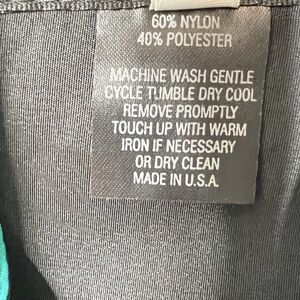 60% NYLON
40% POLYESTER
MACHINE WASH GENTLE
CYCLE TUMBLE DRY COOL
REMOVE PROMPTLY
TOUCH UP WITH WARM
IRON IF NECESSARY
OR DRY CLEAN
MADE IN U.S.A.